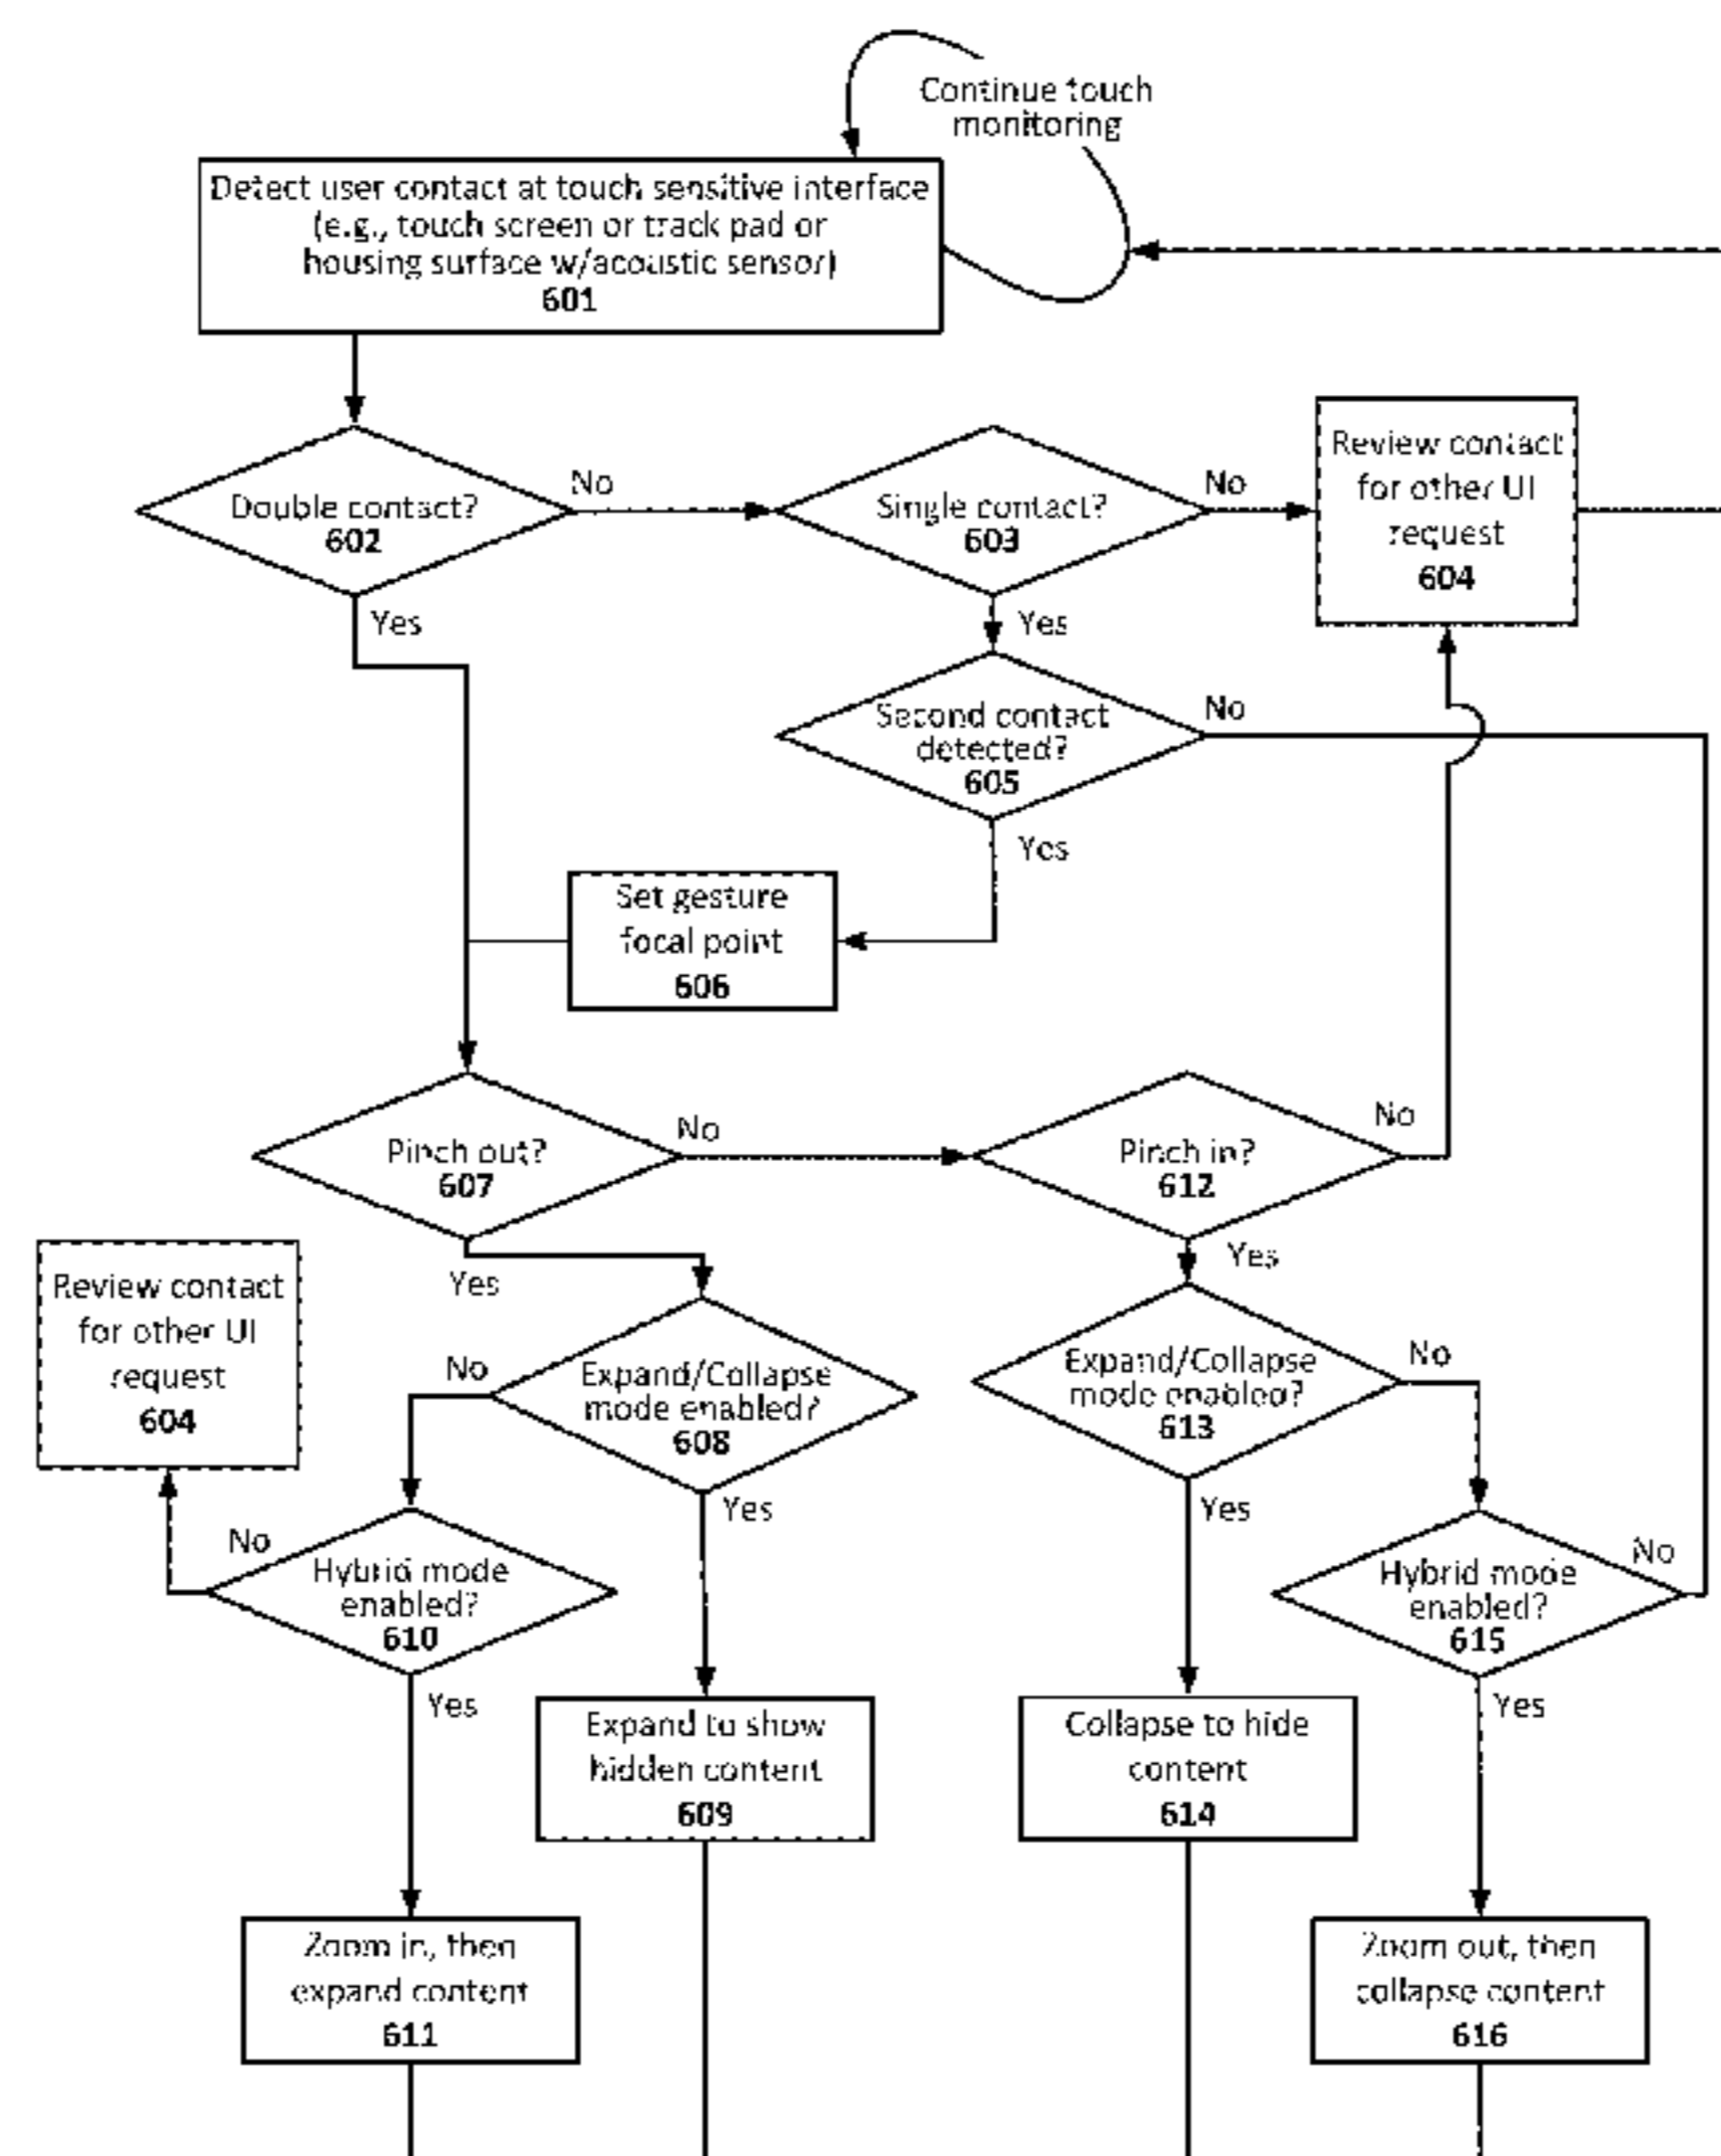 Continue touch
monitoring
Detect user contact at touch sensitive interface
(e.g., touch screen or track pad or
housing surface w/acoustic sensor)
601
Double contact?
602
No
Single contact?
603
No
Review contact
for other UI
request
604
Yes
Yes
Second contact
detected?
605
No
Yes
Set gesture
focal point
606
Pinch out?
607
No
Pinch in?
612
No
Yes
Yes
Review contact
for other UI
request
604
No
Expand/Collapse
mode enabled?
608
Expand/Collapse
mode enabled?
613
No
Yes
Yes
No
Hybrid mode
enabled?
610
Hybrid mode
enabled?
615
No
Yes
Yes
Expand to show
hidden content
609
Collapse to hide
content
614
Zoom in, then
expand content
611
Zoom out, then
collapse content
616